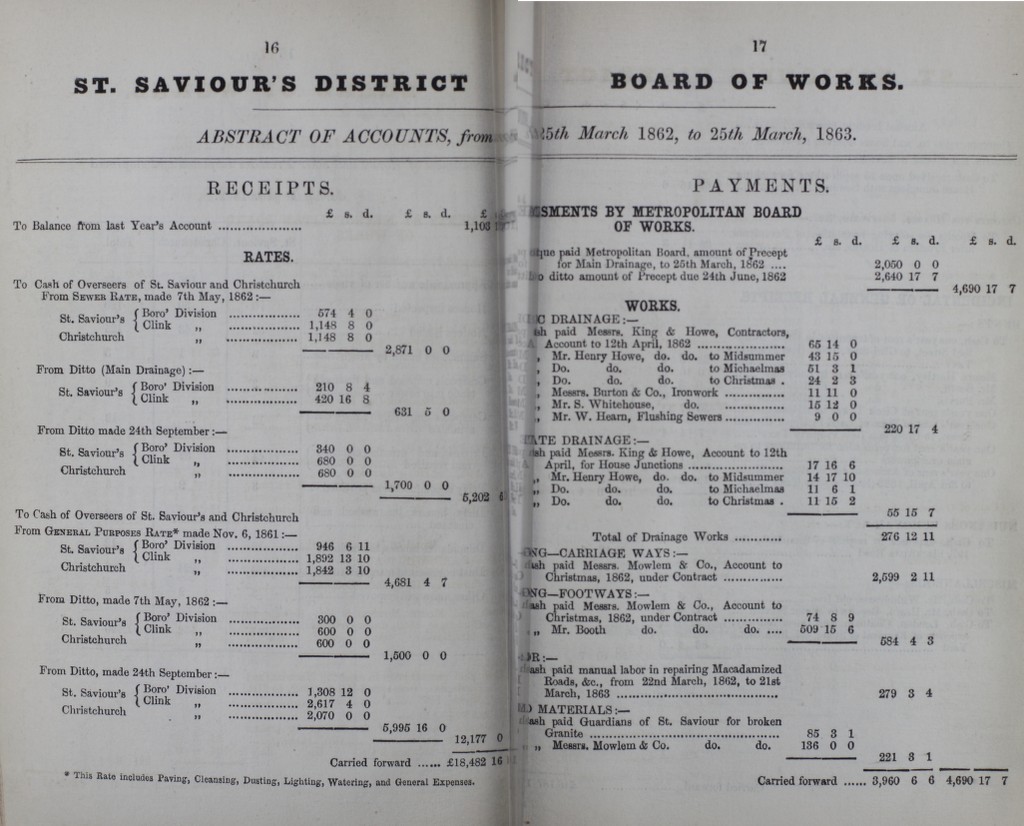 16
ST. SAVIOUR'S DISTRICT
ABSTRACT OF ACCOUNTS, from
RECEIPTS.
£ s. d. £ s. d. £
To Balance from last Year's Account ..................... 1,103
RATES.
To Cash of Overseers of St. Saviour and Christchurch
From SEWER RATE, made 7th May, 1862 :—
St. Saviour's { Boro' Division .................. 574 4 0
{ Clink „ .................. 1,148 8 0
Christchurch „ .................. 1,148 8 0
2,871 0 0
From Ditto (Main Drainage) :—
St. Saviour's { Boro' Division .................. 210 8 4
{ Clink „ .................. 420 16 8
631 5 0
From Ditto made 24th September :—
St. Saviour's { Boro' Division .................. 340 0 0
{ Clink „ .................. 680 0 0
Christchurch „ .................. 680 0 0
1,700 0 0
5,202 5
To Cash of Overseers of St. Saviour's and Christchurch
From GENERAL PURPOSES RATE* made Nov. 6, 1861 :—
St. Saviour's { Boro' Division .................. 946 6 11
{ Clink „ .................. 1,892 13 10
Christchurch „ .................. 1,842 3 10
4,681 4 7
From Ditto, made 7th May, 1862 :—
St. Saviour's { Boro' Division .................. 300 0 0
{ Clink „ .................. 600 0 0
Christchurch „ .................. 600 0 0
1,500 0 0
From Ditto, made 24th September :—
St. Saviour's { Boro' Division .................. 1,308 12 0
{ Clink „ .................. 2,617 4 0
Christchurch „ .................. 2,070 0 0
5,995 16 0
12,177 0
Carried forward ...... £18,482 16
* This Rate includes Paving, Cleansing, Dusting, Lighting, Watering, and General Expenses.
17
BOARD OF WORKS.
25th March 1862, to 25th March, 1863.
PAYMENTS.
SMENTS BY METROPOLITAN BOARD
OF WORKS.
£ s. d. £ s. d. £ s. d.
que paid Metropolitan Board, amount of Precept
for Main Drainage, to 25th March, 1862 .... 2,050 0 0
ditto amount of Precept due 24th June, 1862 2,640 17 7
4,690 17 7
WORKS.
C DRAINAGE :—
sh paid Messrs. King & Howe, Contractors,
Account to 12th April, 1862 ...................... 65 14 0
„ Mr. Henry Howe, do. do. to Midsummer 43 15 0
„ Do. do. do. to Michaelmas 51 3 1
„ Do. do. do. to Christmas . 24 2 3
„ Messrs. Burton & Co., Ironwork ............... 11 11 0
„ Mr. S. Whitehouse, do. ............... 15 12 0
„ Mr. W. Hearn, Flushing Sewers ............... 9 0 0
220 17 4
ATE DRAINAGE :—
sh paid Messrs. King & Howe, Account to 12th
April, for House Junctions ........................ 17 16 6
„ Mr. Henry Howe, do. do. to Midsummer 14 17 10
„ Do. do. do. to Michaelmas 11 6 1
„ Do. do. do. to Christmas . 11 15 2
55 15 7
Total of Drainage Works ............ 276 12 11
NG—CARRIAGE WAYS :—
ash paid Messrs. Mowlem & Co., Account to
Christmas, 1862, under Contract ............... 2,599 2 11
NG—FOOTWAYS :—
ash paid Messrs. Mowlem & Co., Account to
Christmas, 1862, under Contract ............... 74 8 9
„ Mr. Booth do. do. do. .... 509 15 6
584 4 3
OR :—
ash paid manual labor in repairing Macadamized
Roads, &c., from 22nd March, 1862, to 21st
March, 1863 ........................................ 279 3 4
MATERIALS :—
ash paid Guardians of St. Saviour for broken
Granite ................................................ 85 3 1
„ Messrs. Mowlem & Co. do. do. 136 0 0
221 3 1
Carried forward ...... 3,960 6 6 4,690 17 7